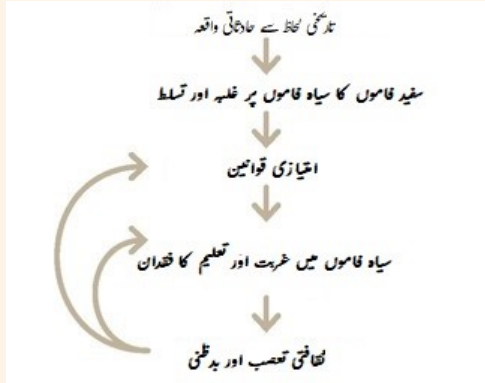 تاریخی لحاظ سے حادثاتی واقعہ
سفید فاموں کا سیاہ فاموں پر غلبہ اور تسلط
امتیازی قوانین
سیاہ فاموں میں غربت اور تعلیم کا فقدان
ثقافتی تعصب اور بدظنی